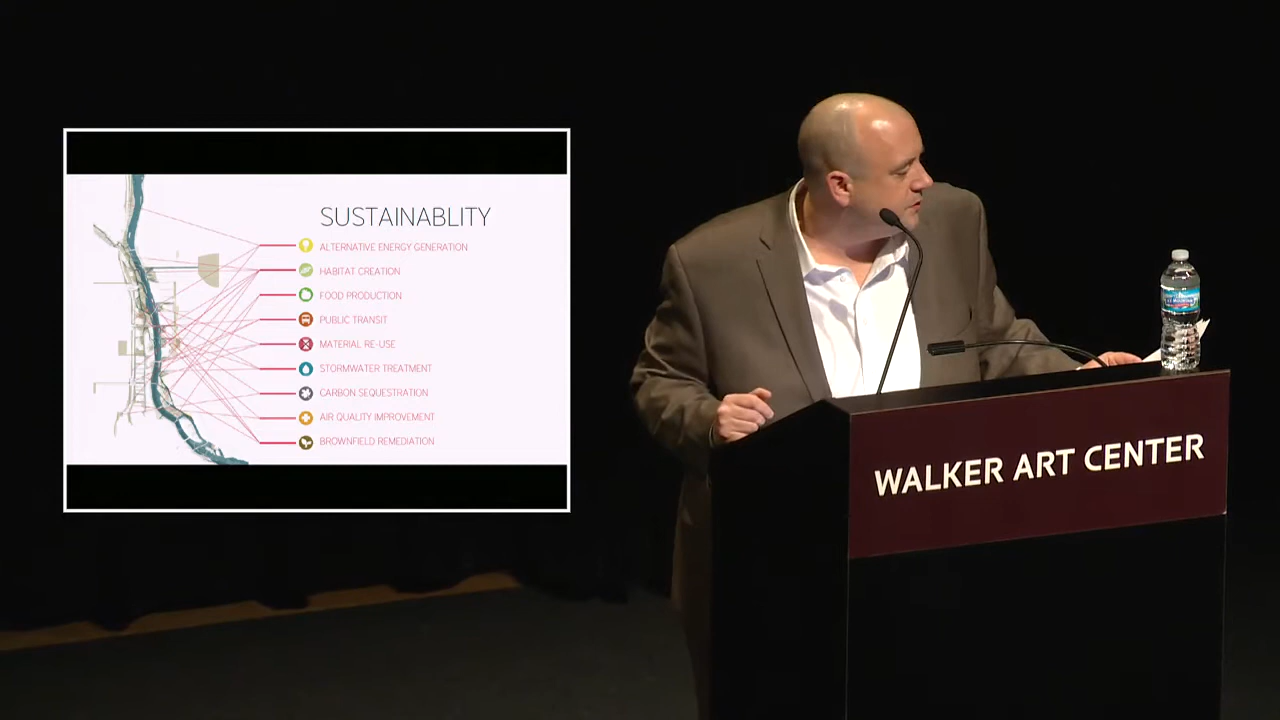 SUSTAINABLITY
ALTERNATIVE ENERGY GENERATION
HABITAT CREATION
FOOD PRODUCTION
PUBLIC TRANSIT
MATERIAL RE-USE
STORMWATER TREATMENT
CARBON SEQUESTRATION
AIR QUALITY IMPROVEMENT
BROWNFIELD REMEDIATION
WALKER ART CENTER